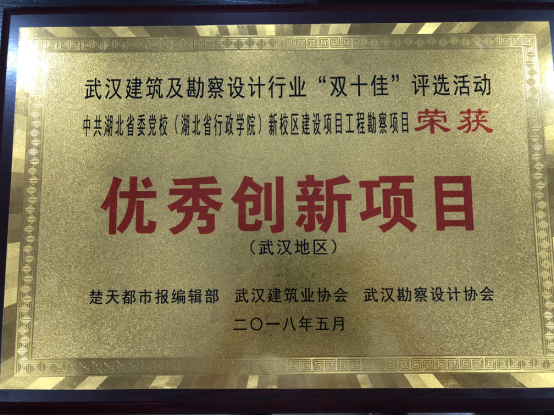 武汉建筑及勘察设计行业“双十佳”评选活动
中共湖北省委党校（湖北省行政学院）新校区建设项目工程勘察项目 荣获
优秀创新项目
（武汉地区）
楚天都市报编辑部 武汉建筑业协会 武汉勘察设计协会
二〇一八年五月